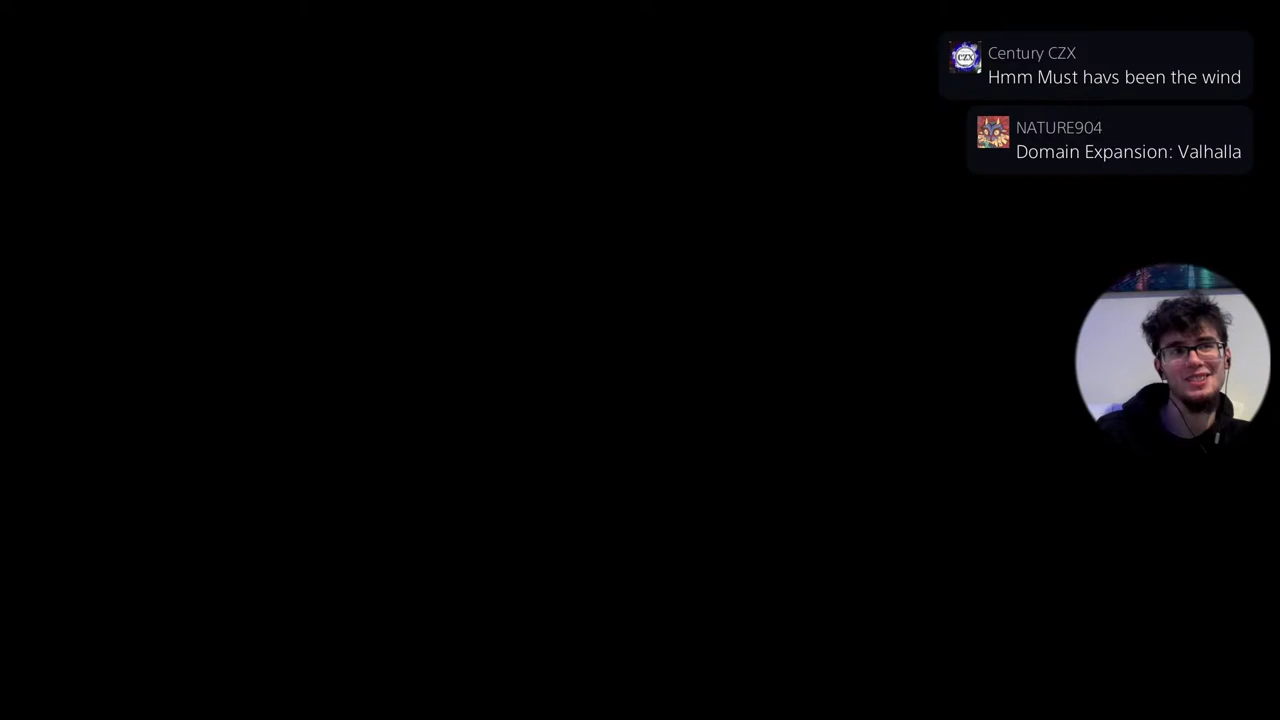 Century CZX
Hmm Must havs been the wind
NATURE904
Domain Expansion: Valhalla